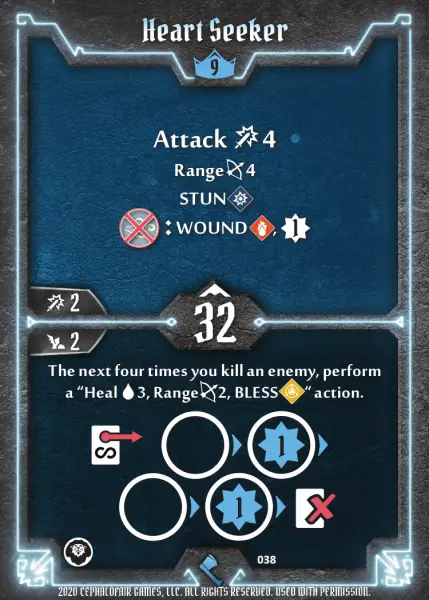 Heart Seeker
9
Attack 4
Range 4
STUN
: WOUND , 1
2
32
2
The next four times you kill an enemy, perform
a “Heal 3, Range 2, BLESS “ action.
1
1
038
2020 CEPHALOFAIR GAMES, LLC. ALL RIGHTS RESERVED. USED WITH PERMISSION.